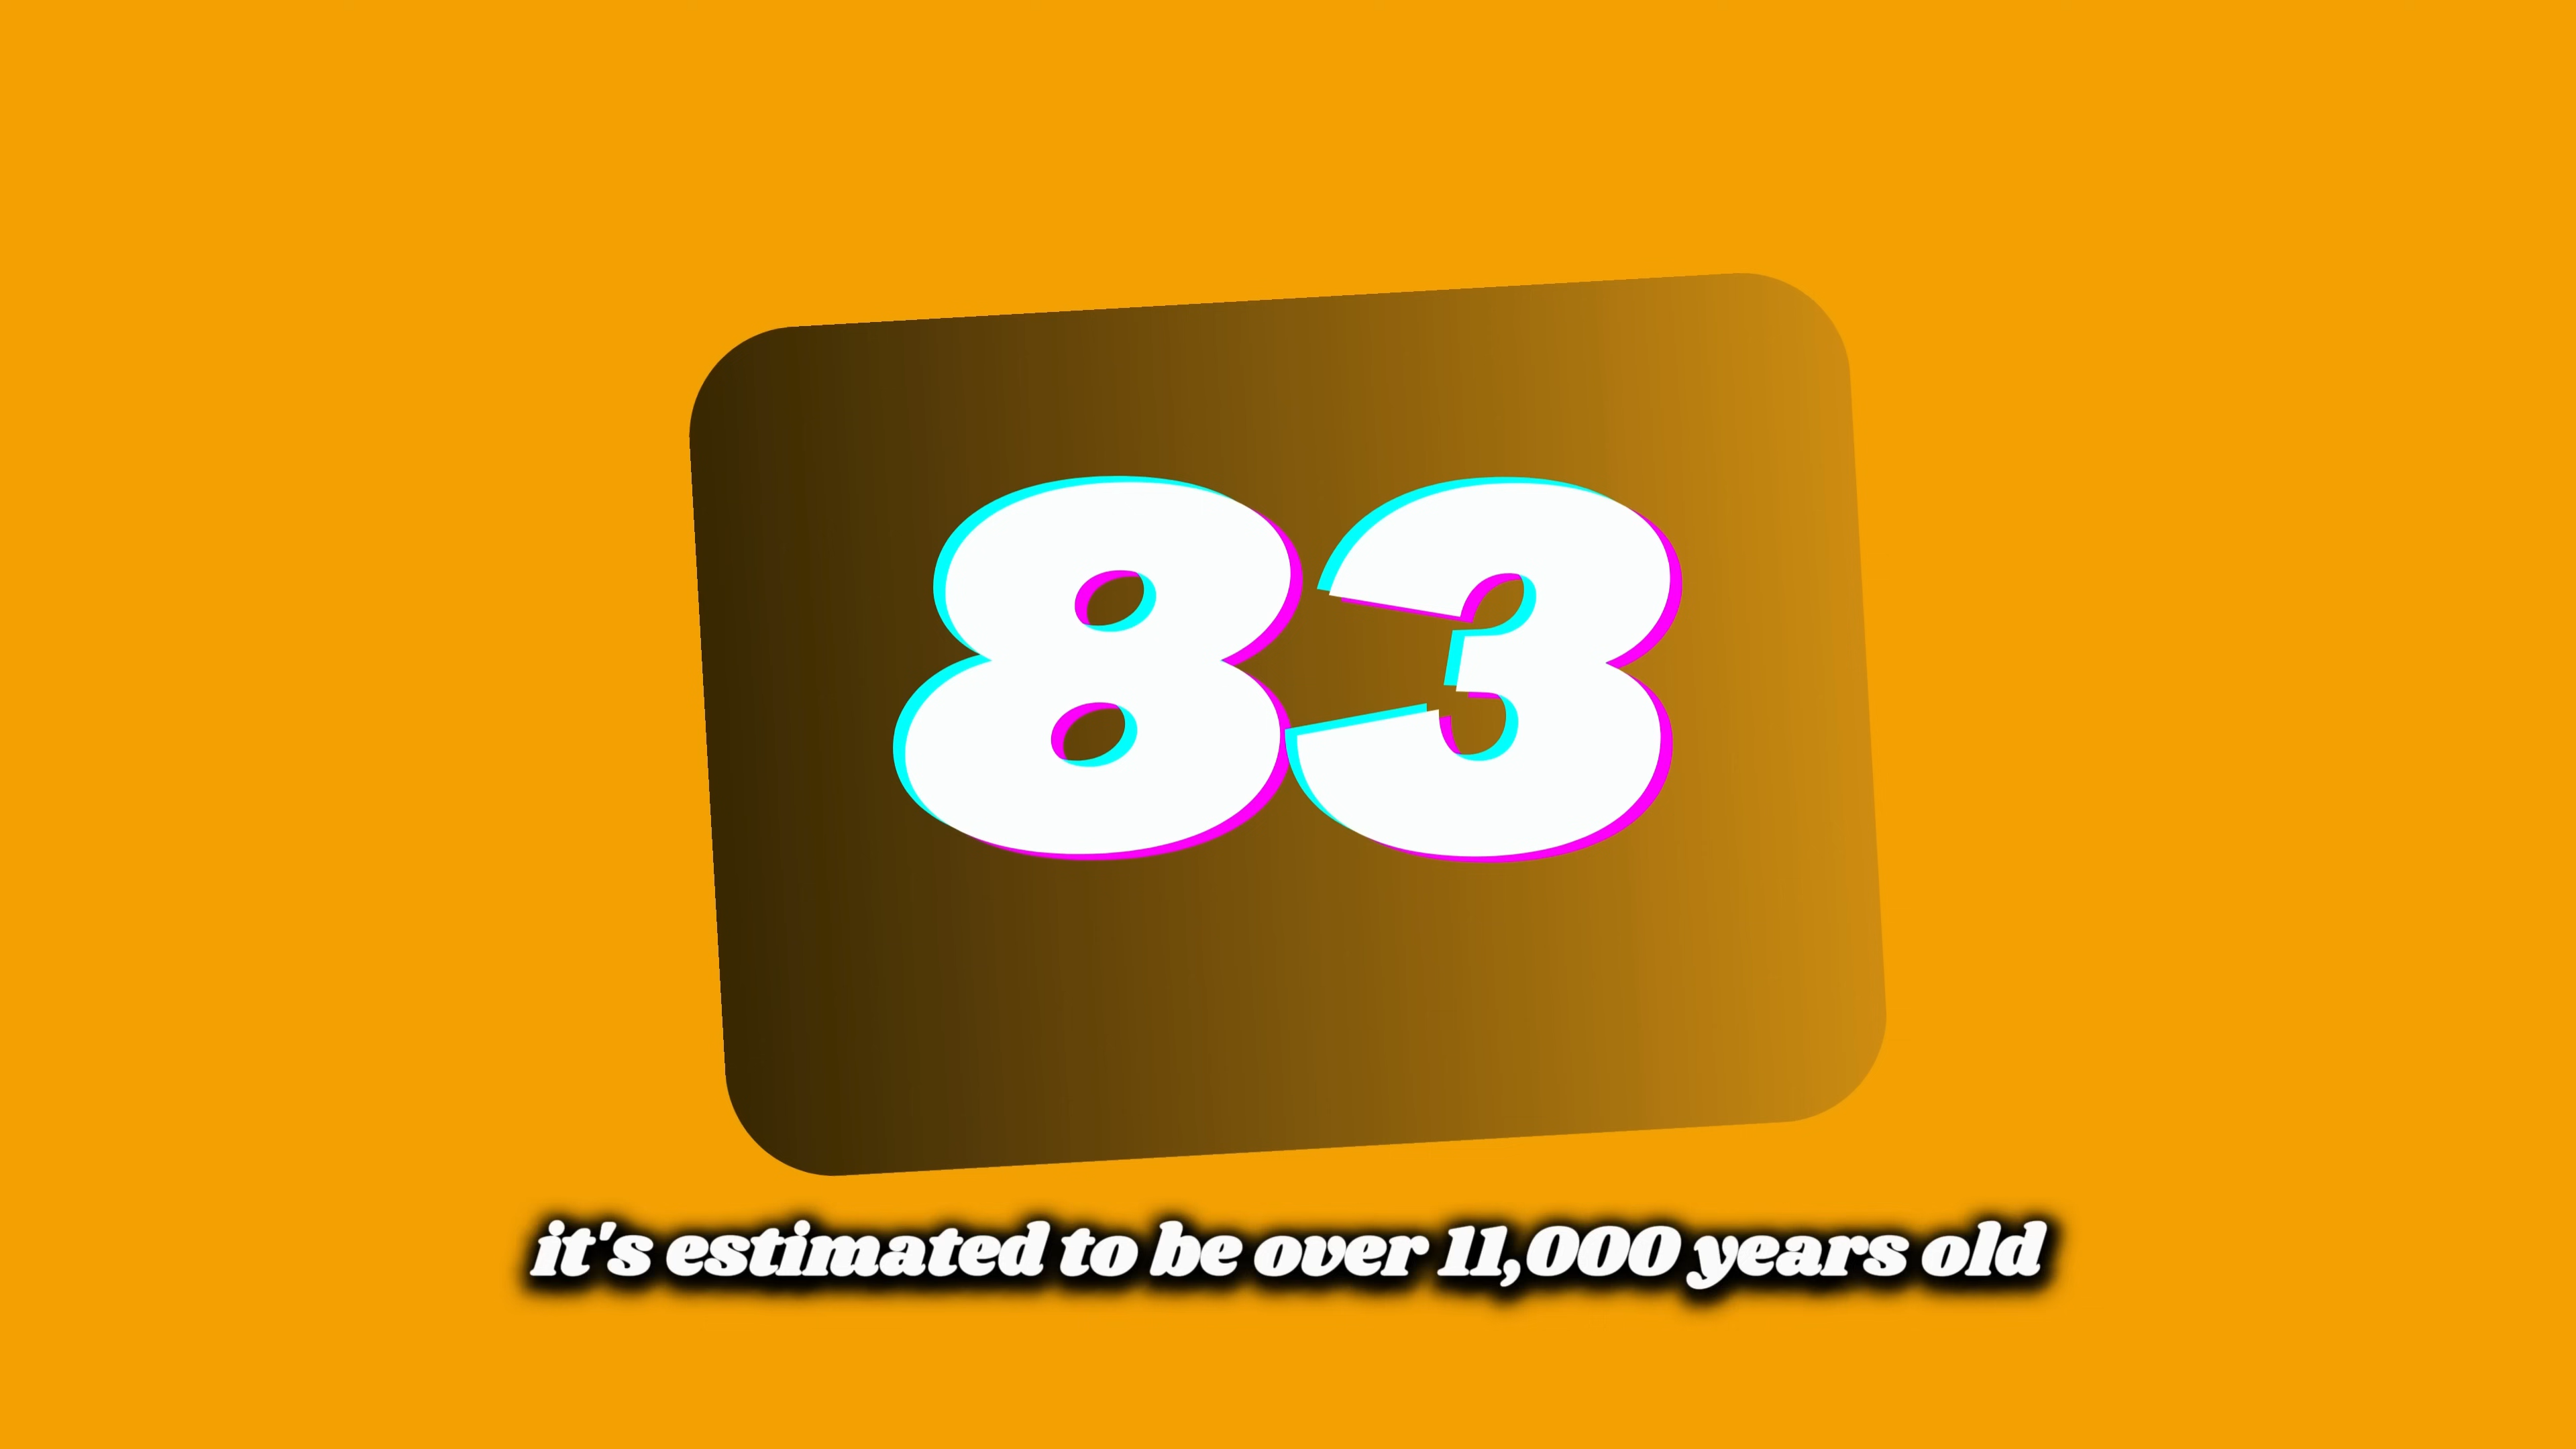 83
it's estimated to be over 11,000 years old